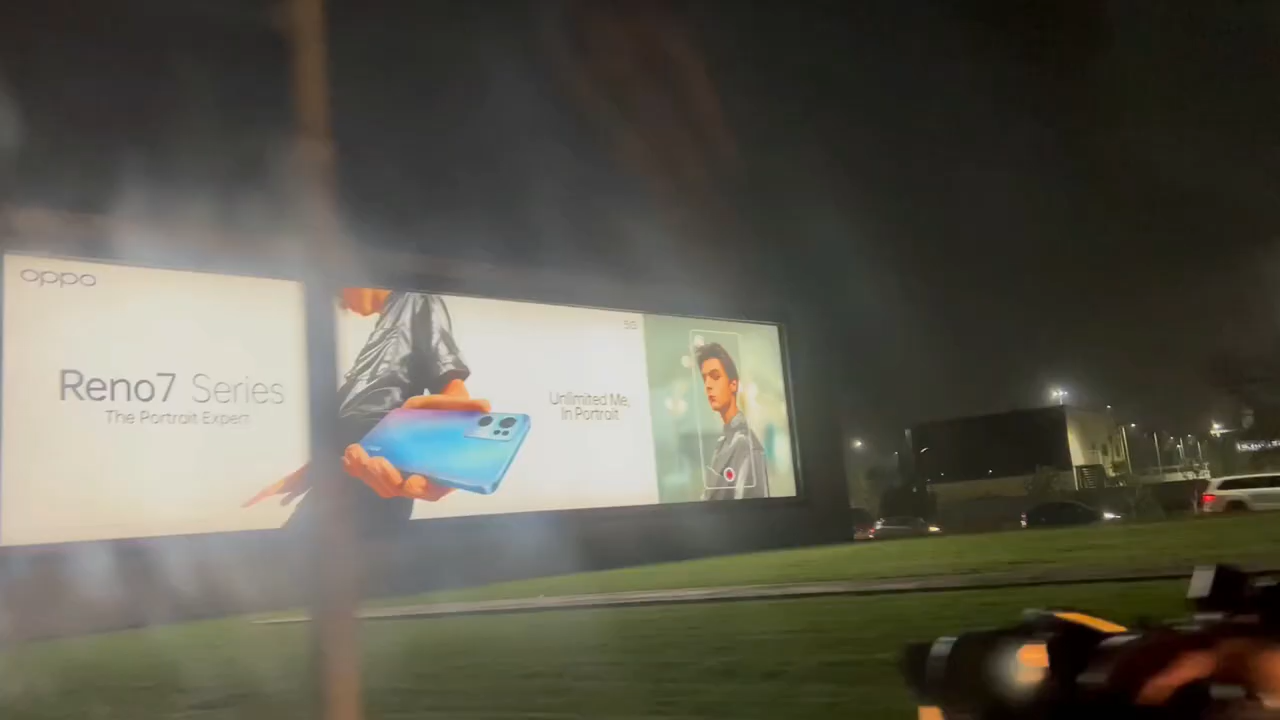 oppo
Reno7 Series
The Portrait Expert
5G
Unlimited Me,
In Portrait